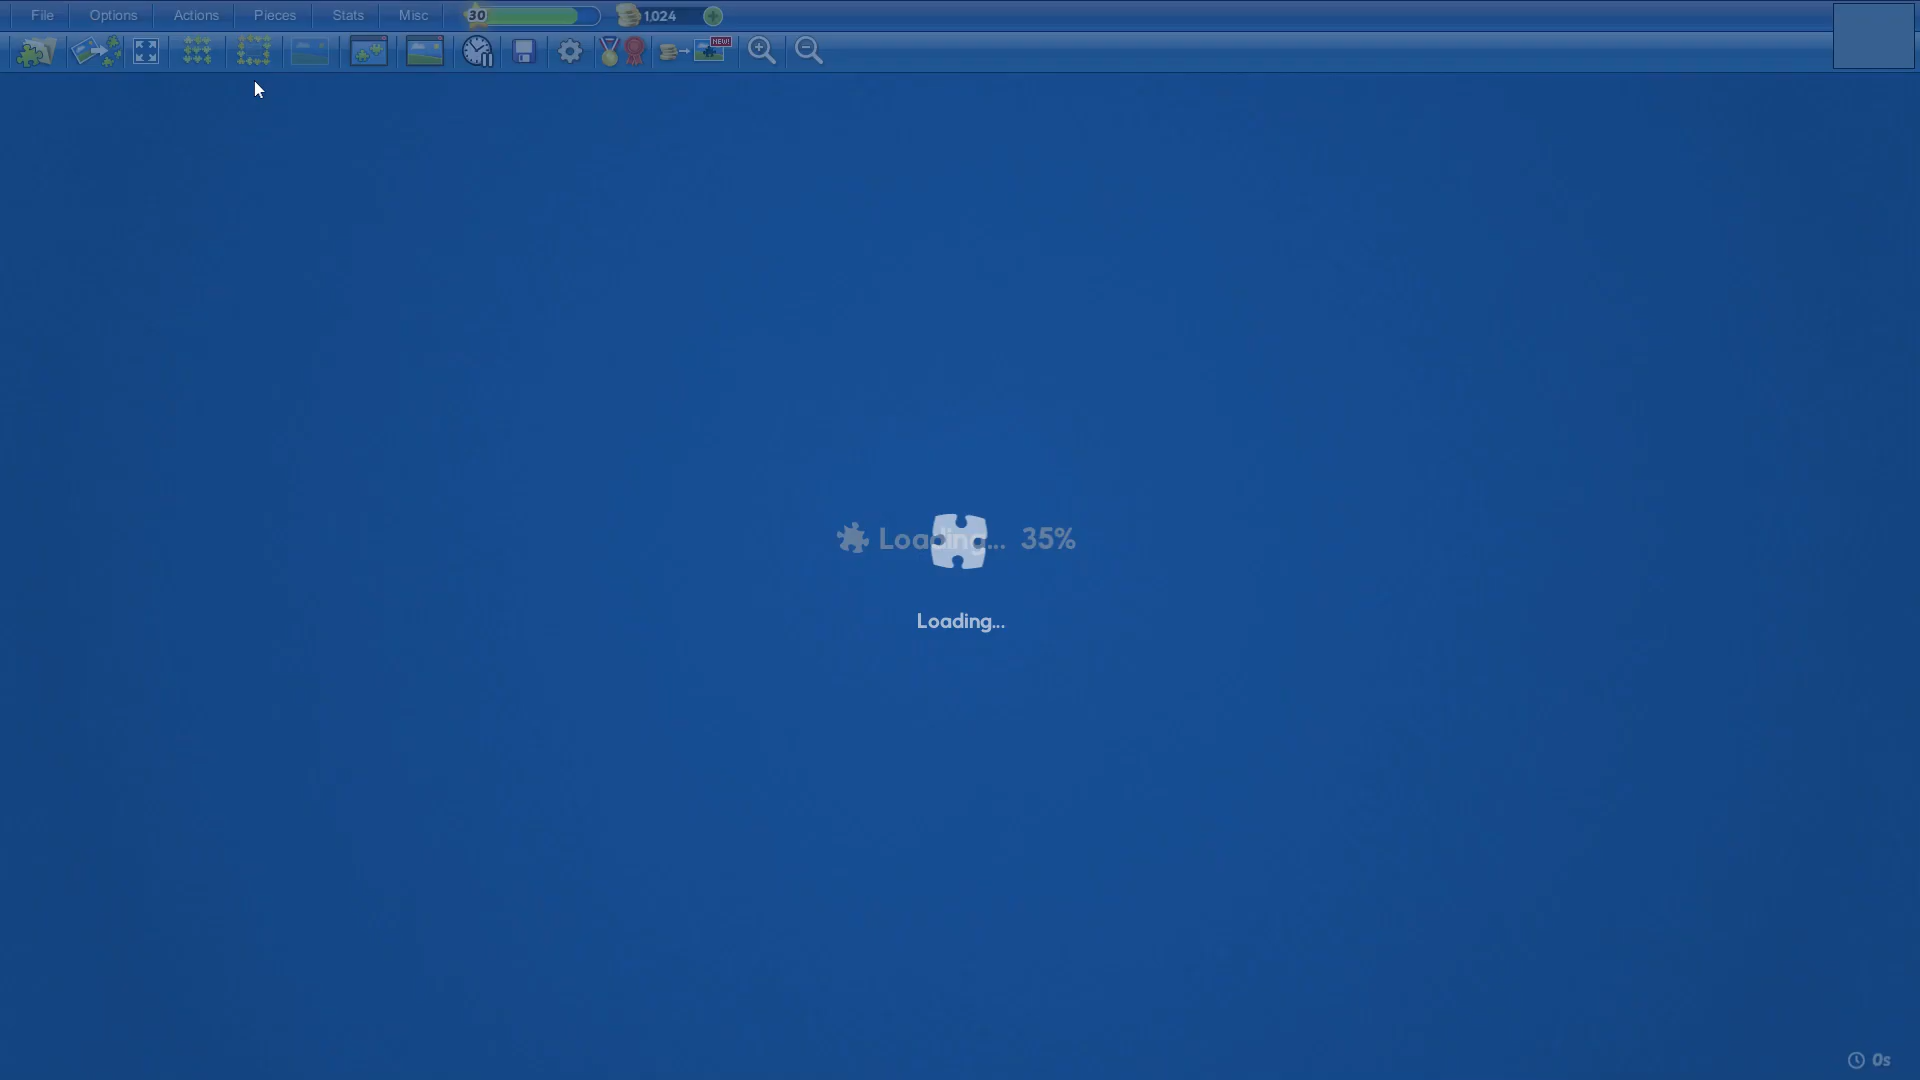 File Options Actions Pieces Stats Misc 30 1,024
NEW!
Loading... 35%
Loading...
0s